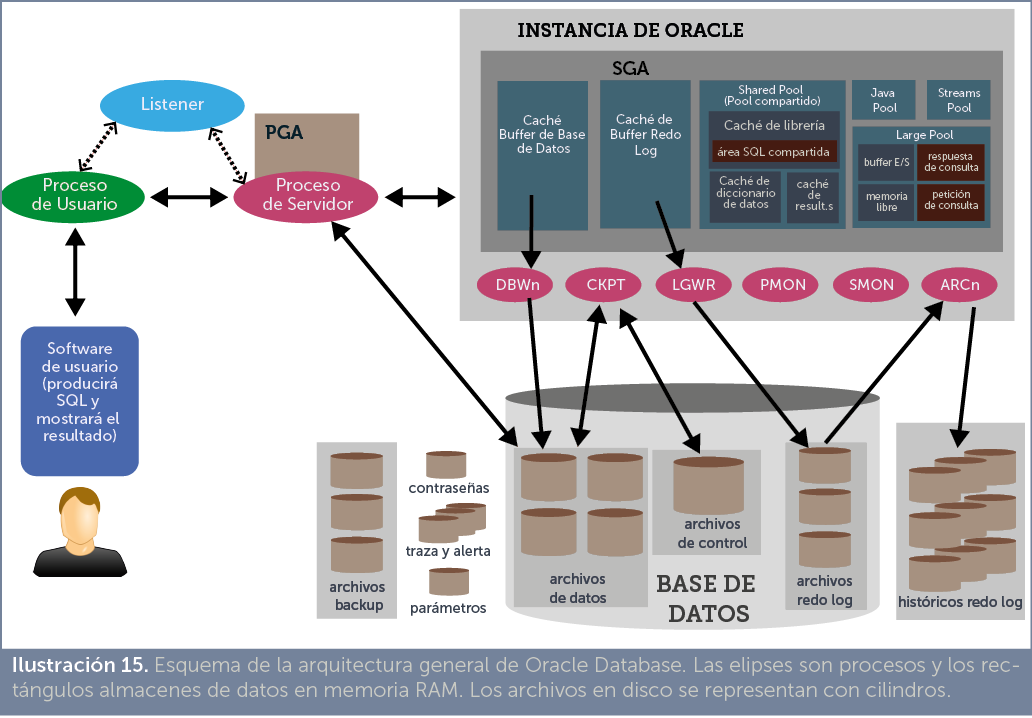 INSTANCIA DE ORACLE
SGA
Caché
Buffer de Base
de Datos
Caché de
Buffer Redo
Log
Shared Pool
(Pool compartido)
Caché de librería
área SQL compartida
Caché de
diccionario
de datos
caché
de
result.s
Java
Pool
Streams
Pool
Large Pool
buffer E/S
respuesta
de consulta
memoria
libre
petición
de consulta
Listener
PGA
Proceso
de Usuario
Proceso
de Servidor
DBWn
CKPT
LGWR
PMON
SMON
ARCn
Software
de usuario
(producirá
SQL y
mostrará el
resultado)
archivos
backup
contraseñas
traza y alerta
parámetros
archivos
de datos
archivos
de control
BASE DE
DATOS
archivos
redo log
históricos redo log
Ilustración 15. Esquema de la arquitectura general de Oracle Database. Las elipses son procesos y los rec-
tángulos almacenes de datos en memoria RAM. Los archivos en disco se representan con cilindros.